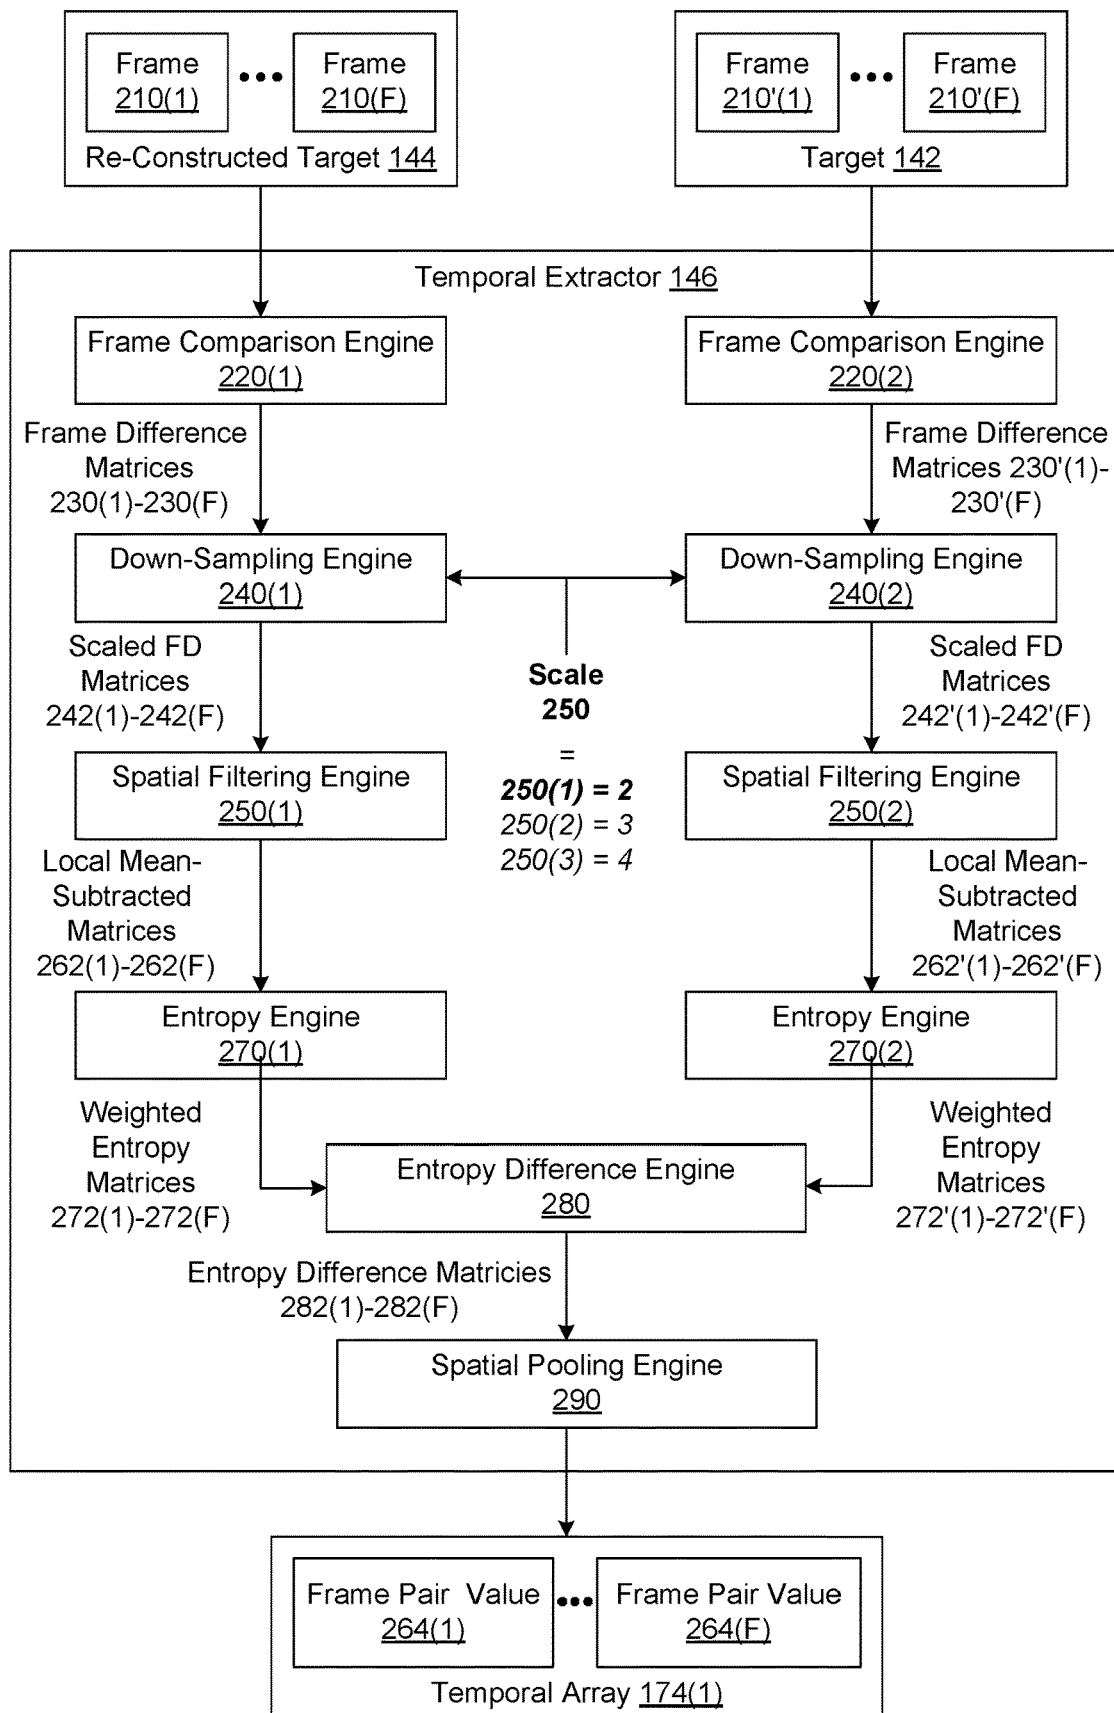 Frame
210(1)
•••
Frame
210(F)
Re-Constructed Target 144
Frame
210'(1)
•••
Frame
210'(F)
Target 142
Temporal Extractor 146
Frame Comparison Engine
220(1)
Frame Comparison Engine
220(2)
Frame Difference
Matrices
230(1)-230(F)
Frame Difference
Matrices 230'(1)-
230'(F)
Down-Sampling Engine
240(1)
Down-Sampling Engine
240(2)
Scaled FD
Matrices
242(1)-242(F)
Scale
250
=
250(1) = 2
250(2) = 3
250(3) = 4
Scaled FD
Matrices
242'(1)-242'(F)
Spatial Filtering Engine
250(1)
Spatial Filtering Engine
250(2)
Local Mean-
Subtracted
Matrices
262(1)-262(F)
Local Mean-
Subtracted
Matrices
262'(1)-262'(F)
Entropy Engine
270(1)
Entropy Engine
270(2)
Weighted
Entropy
Matrices
272(1)-272(F)
Weighted
Entropy
Matrices
272'(1)-272'(F)
Entropy Difference Engine
280
Entropy Difference Matricies
282(1)-282(F)
Spatial Pooling Engine
290
Frame Pair Value
264(1)
•••
Frame Pair Value
264(F)
Temporal Array 174(1)